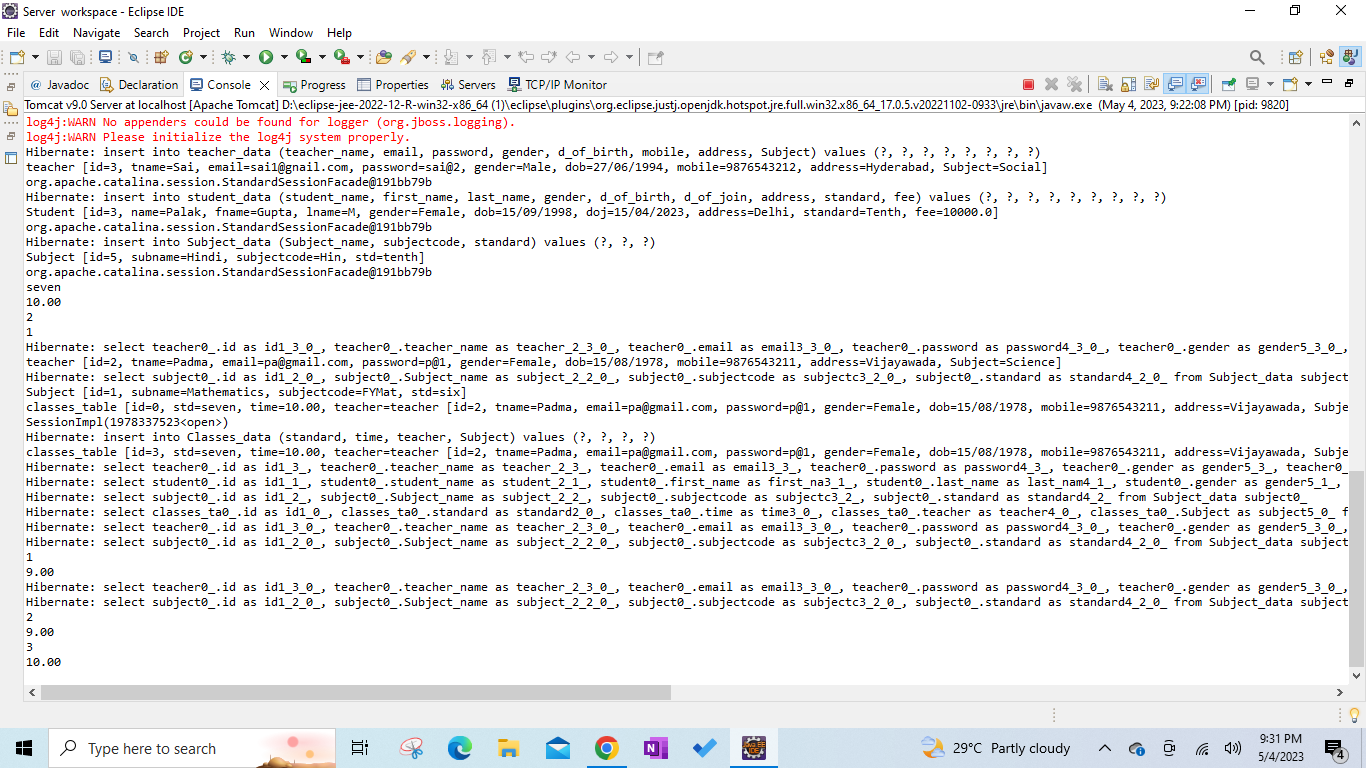 Server workspace - Eclipse IDE
File Edit Navigate Search Project Run Window Help
@ Javadoc Declaration Console Progress Properties Servers TCP/IP Monitor
Tomcat v9.0 Server at localhost [Apache Tomcat] D:\eclipse-jee-2022-12-R-win32-x86_64 (1)\eclipse\plugins\org.eclipse.justj.openjdk.hotspot.jre.full.win32.x86_64_17.0.5.v20221102-0933\jre\bin\javaw.exe (May 4, 2023, 9:22:08 PM) [pid: 9820]
log4j:WARN No appenders could be found for logger (org.jboss.logging).
log4j:WARN Please initialize the log4j system properly.
Hibernate: insert into teacher_data (teacher_name, email, password, gender, d_of_birth, mobile, address, Subject) values (?, ?, ?, ?, ?, ?, ?, ?)
teacher [id=3, tname=Sai, email=sai1@gnail.com, password=sai@2, gender=Male, dob=27/06/1994, mobile=9876543212, address=Hyderabad, Subject=Social]
org.apache.catalina.session.StandardSessionFacade@191bb79b
Hibernate: insert into student_data (student_name, first_name, last_name, gender, d_of_birth, d_of_join, address, standard, fee) values (?, ?, ?, ?, ?, ?, ?, ?, ?)
Student [id=3, name=Palak, fname=Gupta, lname=M, gender=Female, dob=15/09/1998, doj=15/04/2023, address=Delhi, standard=Tenth, fee=10000.0]
org.apache.catalina.session.StandardSessionFacade@191bb79b
Hibernate: insert into Subject_data (Subject_name, subjectcode, standard) values (?, ?, ?)
Subject [id=5, subname=Hindi, subjectcode=Hin, std=tenth]
org.apache.catalina.session.StandardSessionFacade@191bb79b
seven
10.00
2
1
Hibernate: select teacher0_.id as id1_3_0_, teacher0_.teacher_name as teacher_2_3_0_, teacher0_.email as email3_3_0_, teacher0_.password as password4_3_0_, teacher0_.gender as gender5_3_0_,
teacher [id=2, tname=Padma, email=pa@gmail.com, password=p@1, gender=Female, dob=15/08/1978, mobile=9876543211, address=Vijayawada, Subject=Science]
Hibernate: select subject0_.id as id1_2_0_, subject0_.Subject_name as subject_2_2_0_, subject0_.subjectcode as subjectc3_2_0_, subject0_.standard as standard4_2_0_ from Subject_data subject
Subject [id=1, subname=Mathematics, subjectcode=FYMat, std=six]
classes_table [id=0, std=seven, time=10.00, teacher=teacher [id=2, tname=Padma, email=pa@gmail.com, password=p@1, gender=Female, dob=15/08/1978, mobile=9876543211, address=Vijayawada, Subje
SessionImpl(1978337523<open>)
Hibernate: insert into Classes_data (standard, time, teacher, Subject) values (?, ?, ?, ?)
classes_table [id=3, std=seven, time=10.00, teacher=teacher [id=2, tname=Padma, email=pa@gmail.com, password=p@1, gender=Female, dob=15/08/1978, mobile=9876543211, address=Vijayawada, Subje
Hibernate: select teacher0_.id as id1_3_, teacher0_.teacher_name as teacher_2_3_, teacher0_.email as email3_3_, teacher0_.password as password4_3_, teacher0_.gender as gender5_3_, teacher0_
Hibernate: select student0_.id as id1_1_, student0_.student_name as student_2_1_, student0_.first_name as first_na3_1_, student0_.last_name as last_nam4_1_, student0_.gender as gender5_1_,
Hibernate: select subject0_.id as id1_2_, subject0_.Subject_name as subject_2_2_, subject0_.subjectcode as subjectc3_2_, subject0_.standard as standard4_2_ from Subject_data subject0_
Hibernate: select classes_ta0_.id as id1_0_, classes_ta0_.standard as standard2_0_, classes_ta0_.time as time3_0_, classes_ta0_.teacher as teacher4_0_, classes_ta0_.Subject as subject5_0_ f
Hibernate: select teacher0_.id as id1_3_0_, teacher0_.teacher_name as teacher_2_3_0_, teacher0_.email as email3_3_0_, teacher0_.password as password4_3_0_, teacher0_.gender as gender5_3_0_,
Hibernate: select subject0_.id as id1_2_0_, subject0_.Subject_name as subject_2_2_0_, subject0_.subjectcode as subjectc3_2_0_, subject0_.standard as standard4_2_0_ from Subject_data subject
1
9.00
Hibernate: select teacher0_.id as id1_3_0_, teacher0_.teacher_name as teacher_2_3_0_, teacher0_.email as email3_3_0_, teacher0_.password as password4_3_0_, teacher0_.gender as gender5_3_0_,
Hibernate: select subject0_.id as id1_2_0_, subject0_.Subject_name as subject_2_2_0_, subject0_.subjectcode as subjectc3_2_0_, subject0_.standard as standard4_2_0_ from Subject_data subject
2
9.00
3
10.00
Type here to search
29°C Partly cloudy
9:31 PM
5/4/2023
4